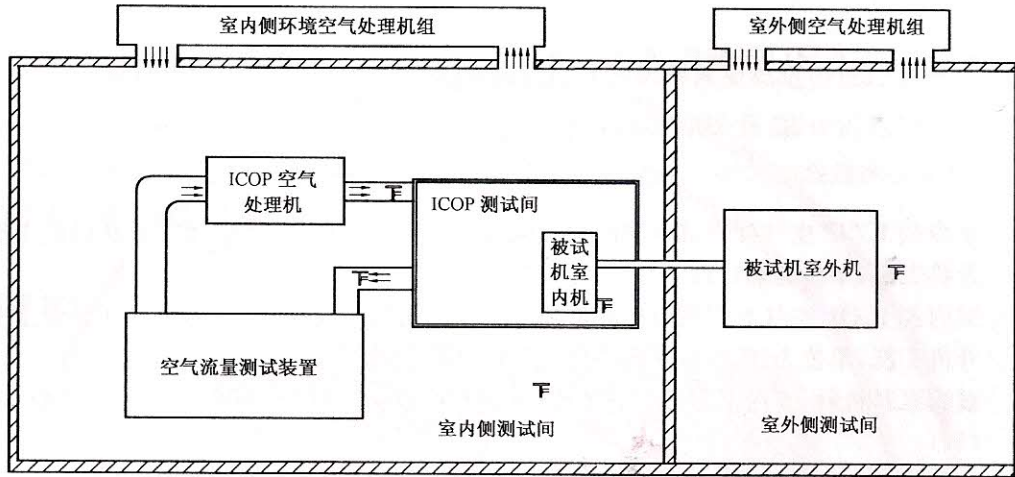 室内侧环境空气处理机组
室外侧空气处理机组
ICOP 空气
处理机
ICOP 测试间
被试
机室
内机
被试机室外机
空气流量测试装置
室内侧测试间
室外侧测试间